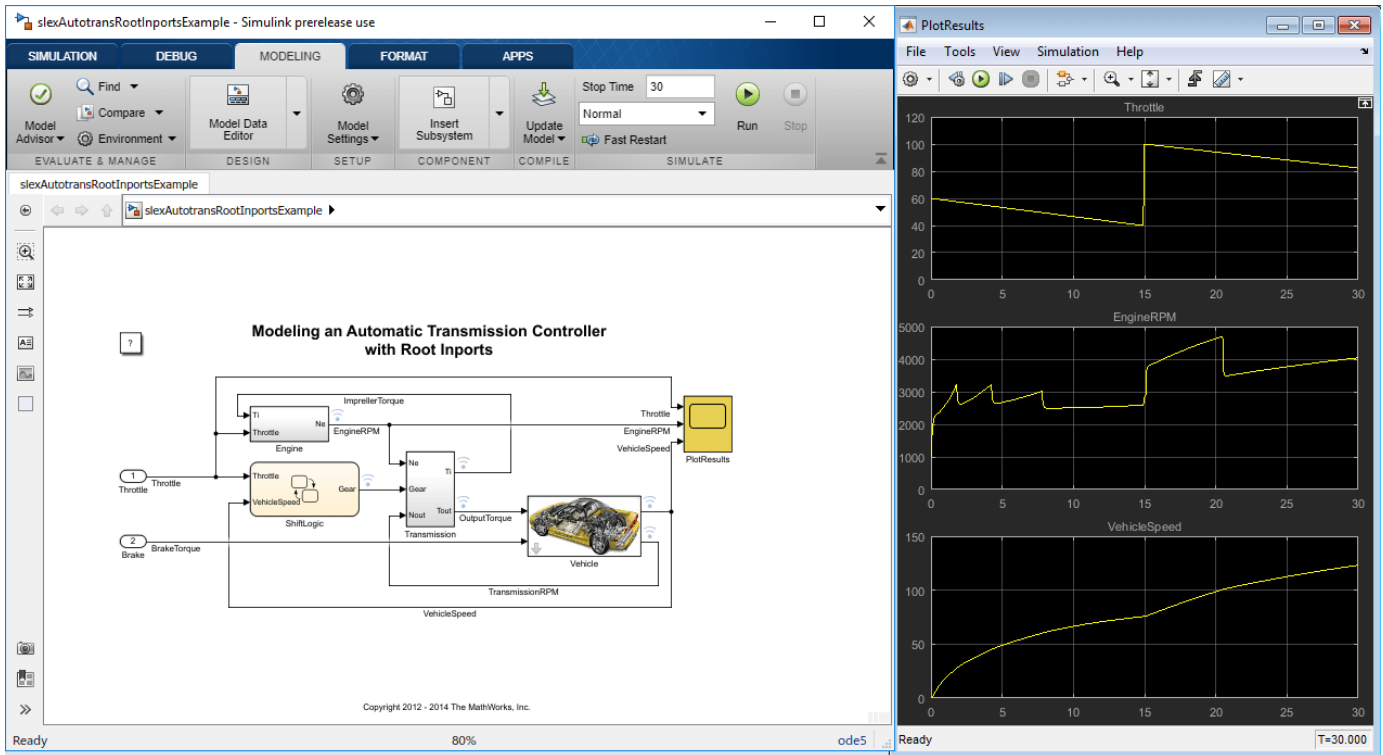 slexAutotransRootInportsExample - Simulink prerelease use
SIMULATION DEBUG MODELING FORMAT APPS
Model Advisor
Find
Compare
Environment
EVALUATE & MANAGE
Model Data Editor
DESIGN
Model Settings
SETUP
Insert Subsystem
COMPONENT
Update Model
COMPILE
Stop Time 30
Normal
Fast Restart
Run
Stop
SIMULATE
slexAutotransRootInportsExample
slexAutotransRootInportsExample
Modeling an Automatic Transmission Controller
with Root Inports
?
ImprellerTorque
Ti
Throttle
Ne
EngineRPM
Engine
Throttle
EngineRPM
VehicleSpeed
PlotResults
1
Throttle
Throttle
Throttle
VehicleSpeed
Gear
ShiftLogic
Ne
Gear
Nout
Ti
Tout
OutputTorque
Transmission
2
Brake
BrakeTorque
Vehicle
TransmissionRPM
VehicleSpeed
Copyright 2012 - 2014 The MathWorks, Inc.
Ready 80% ode5
PlotResults
File Tools View Simulation Help
Throttle
120
100
80
60
40
20
0
0 5 10 15 20 25 30
EngineRPM
5000
4000
3000
2000
1000
0
0 5 10 15 20 25 30
VehicleSpeed
150
100
50
0
0 5 10 15 20 25 30
Ready T=30.000